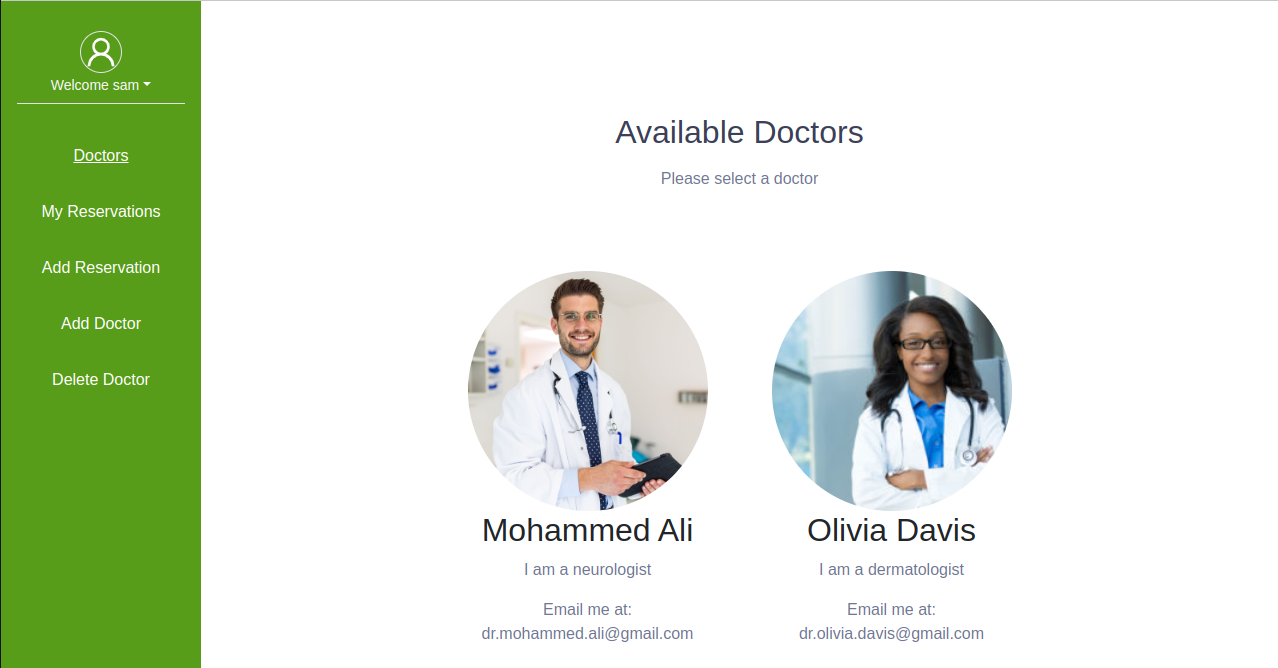 Welcome sam
Doctors
My Reservations
Add Reservation
Add Doctor
Delete Doctor
Available Doctors
Please select a doctor
Mohammed Ali
I am a neurologist
Email me at:
dr.mohammed.ali@gmail.com
Olivia Davis
I am a dermatologist
Email me at:
dr.olivia.davis@gmail.com